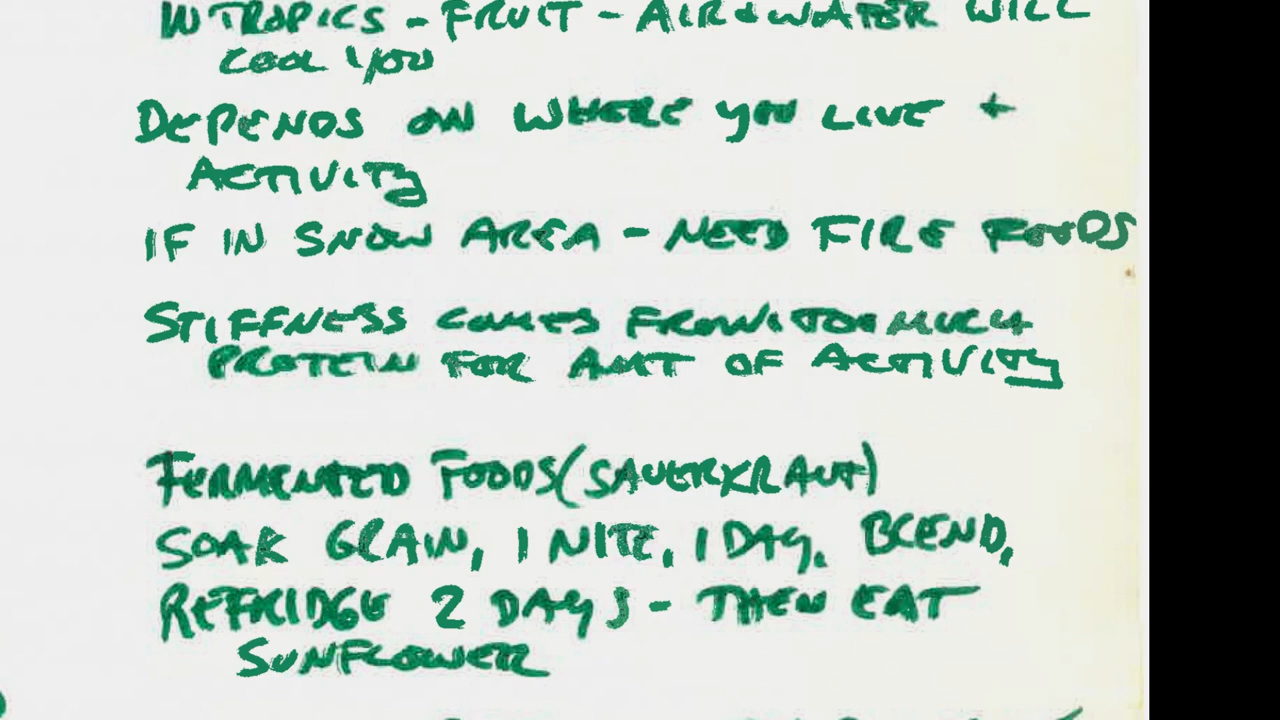 IN TROPICS - FRUIT - AIR & WATER WILL
COOL YOU
DEPENDS ON WHERE YOU LIVE +
ACTIVITY
IF IN SNOW AREA - NEED FIRE FOODS
STIFFNESS COMES FROM TOO MUCH
PROTEIN FOR AMT OF ACTIVITY
FERMENTED FOODS (SAUERKRAUT)
SOAK GRAIN, 1 NITE, 1 DAY, BLEND,
REFRIDGE 2 DAYS - THEN EAT
SUNFLOWER